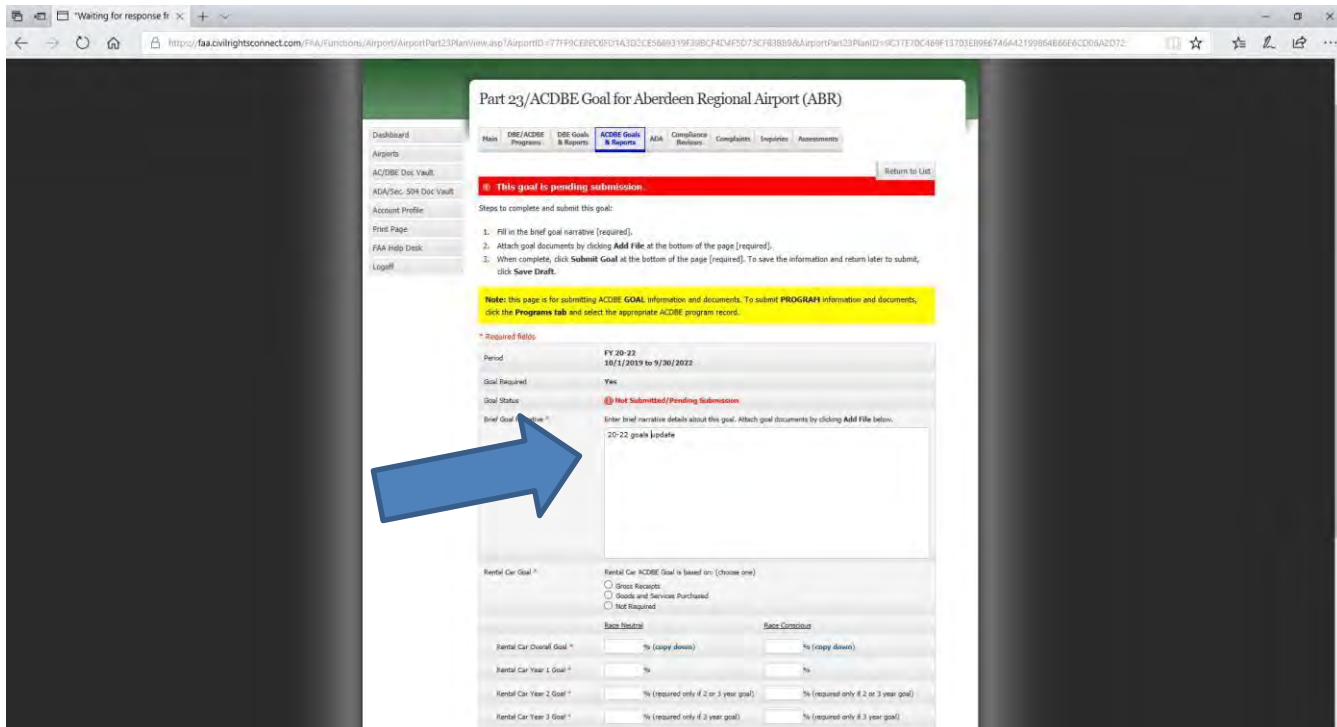 "Waiting for response fr
Part 23/ACDBE Goal for Aberdeen Regional Airport (ABR)
Dashboard
Airports
AC/DBE Doc Vault
ADA/Sec. 504 Doc Vault
Account Profile
Print Page
FAA Help Desk
Logoff
Main
DBE/ACDBE Programs
DBE Goals & Reports
ACDBE Goals & Reports
ADA
Compliance Reviews
Complaints
Inquiries
Assessments
Return to List
This goal is pending submission.
Steps to complete and submit this goal:
1. Fill in the brief goal narrative [required].
2. Attach goal documents by clicking Add File at the bottom of the page [required].
3. When complete, click Submit Goal at the bottom of the page [required]. To save the information and return later to submit,
click Save Draft.
Note: this page is for submitting ACDBE GOAL information and documents. To submit PROGRAM information and documents,
click the Programs tab and select the appropriate ACDBE program record.
* Required fields
Period
FY 20-22
10/1/2019 to 9/30/2022
Goal Required
Yes
Goal Status
Not Submitted/Pending Submission
Brief Goal *
Enter brief narrative details about this goal. Attach goal documents by clicking Add File below.
20-22 goals update
Rental Car Goal *
Rental Car ACDBE Goal is based on: (choose one)
Gross Receipts
Goods and Services Purchased
Not Required
Race Neutral
Race Conscious
Rental Car Overall Goal * % (copy down) % (copy down)
Rental Car Year 1 Goal * % %
Rental Car Year 2 Goal * % (required only if 2 or 3 year goal) % (required only if 2 or 3 year goal)
Rental Car Year 3 Goal * % (required only if 3 year goal) % (required only if 3 year goal)